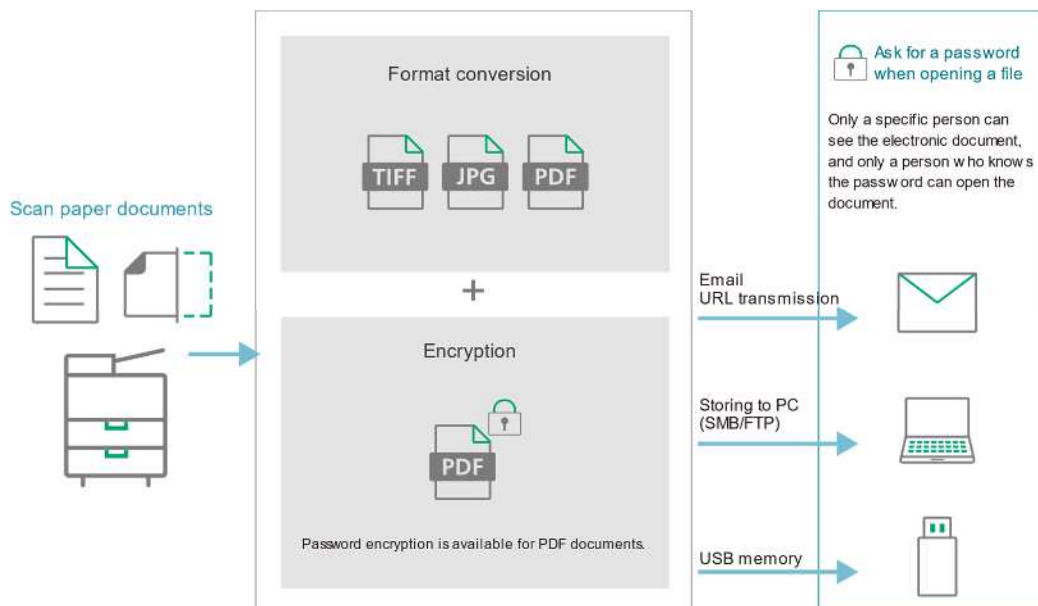 Scan paper documents
Format conversion
TIFF
JPG
PDF
+
Encryption
PDF
Password encryption is available for PDF documents.
Email
URL transmission
Storing to PC
(SMB/FTP)
USB memory
Ask for a password
when opening a file
Only a specific person can
see the electronic document,
and only a person who knows
the password can open the
document.